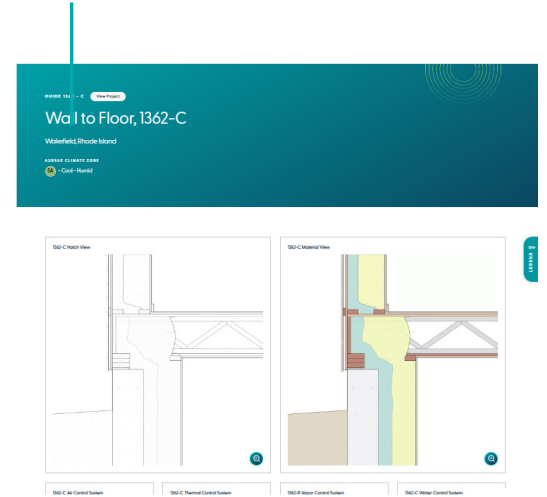 GUIDE 1362 - C View Project
Wall to Floor, 1362-C
Wakefield, Rhode Island
ASHRAE CLIMATE ZONE
5A - Cool - Humid
1362-C Hatch View
1362-C Material View
LEGEND
1362-C Air Control System
1362-C Thermal Control System
1362-B Vapor Control System
1362-C Water Control System